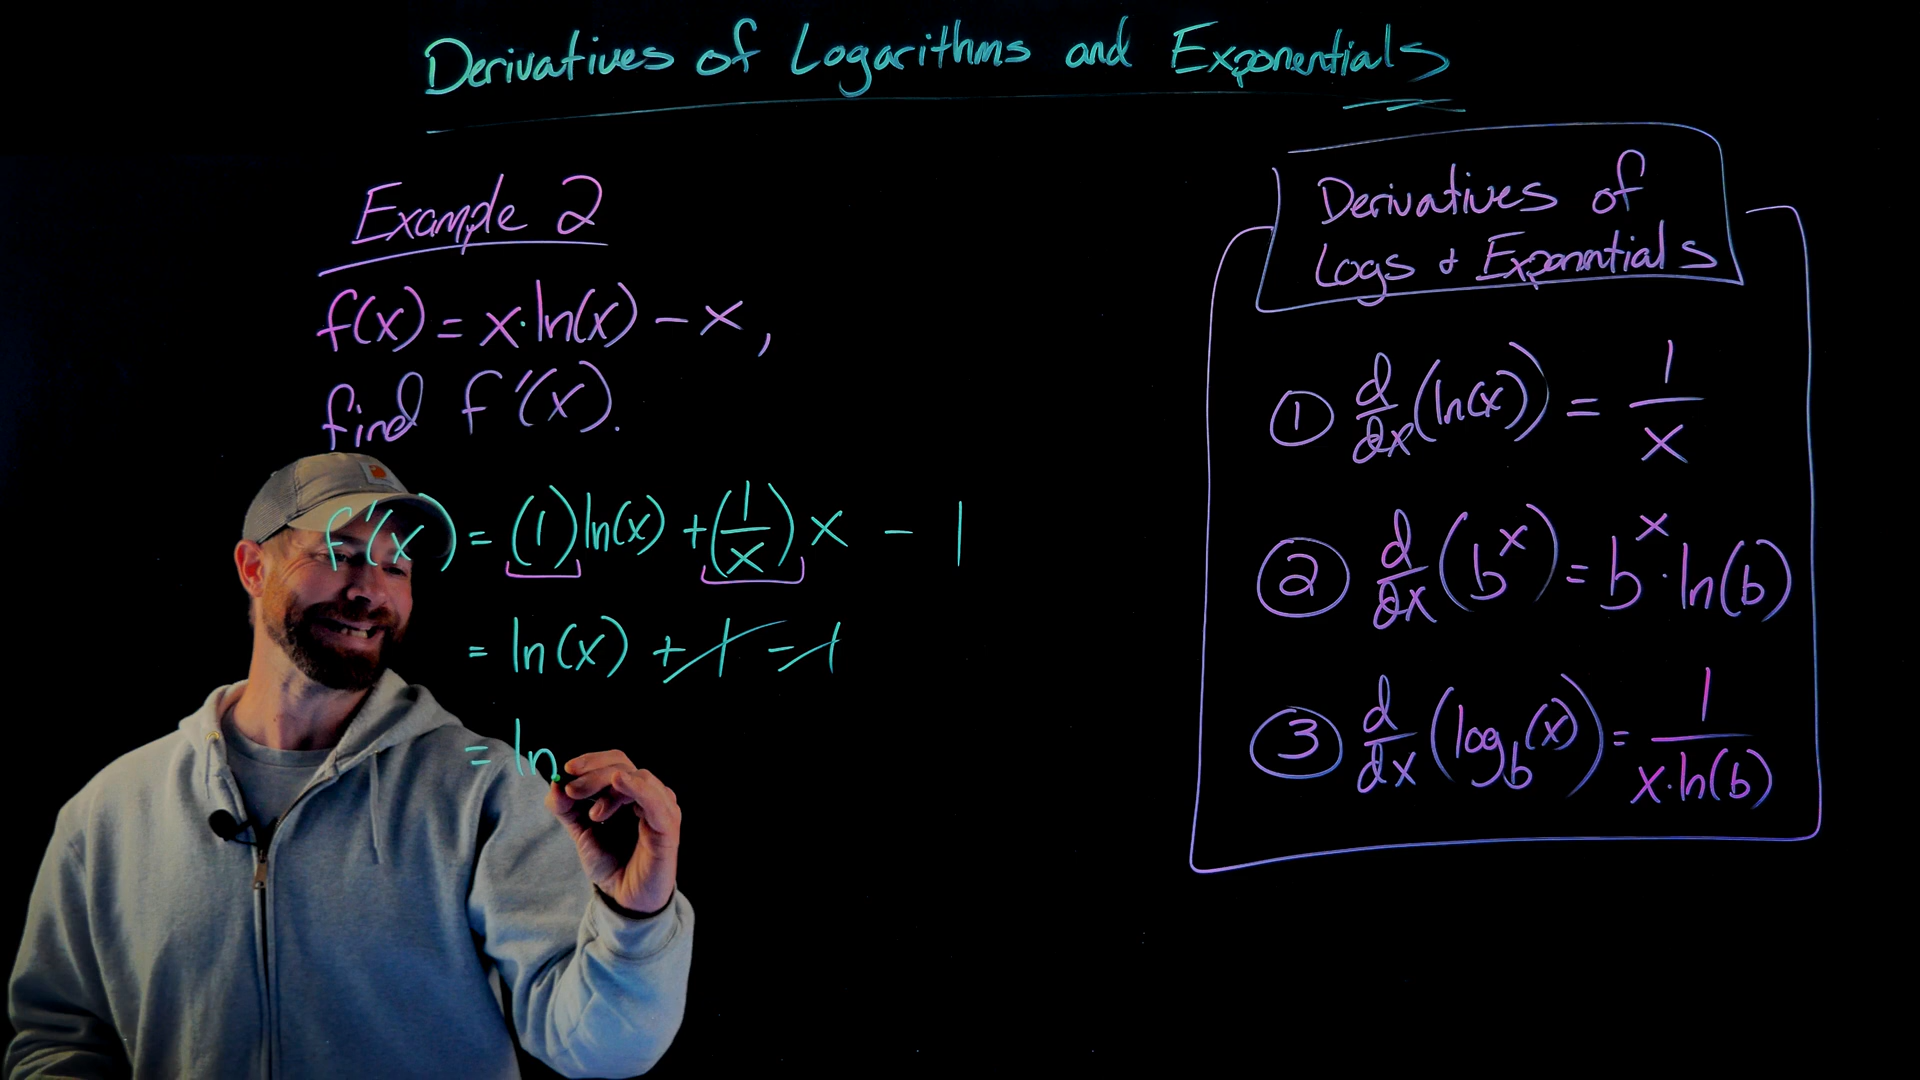 Derivatives of Logarithms and Exponentials
Example 2
f(x) = x·ln(x) − x,
find f'(x).
f'(x) = (1)ln(x) + (1/x)x − 1
= ln(x) + 1 − 1
= ln
Derivatives of
Logs & Exponentials
① d/dx (ln(x)) = 1/x
② d/dx (b^x) = b^x · ln(b)
③ d/dx (log_b(x)) = 1/(x·ln(b))